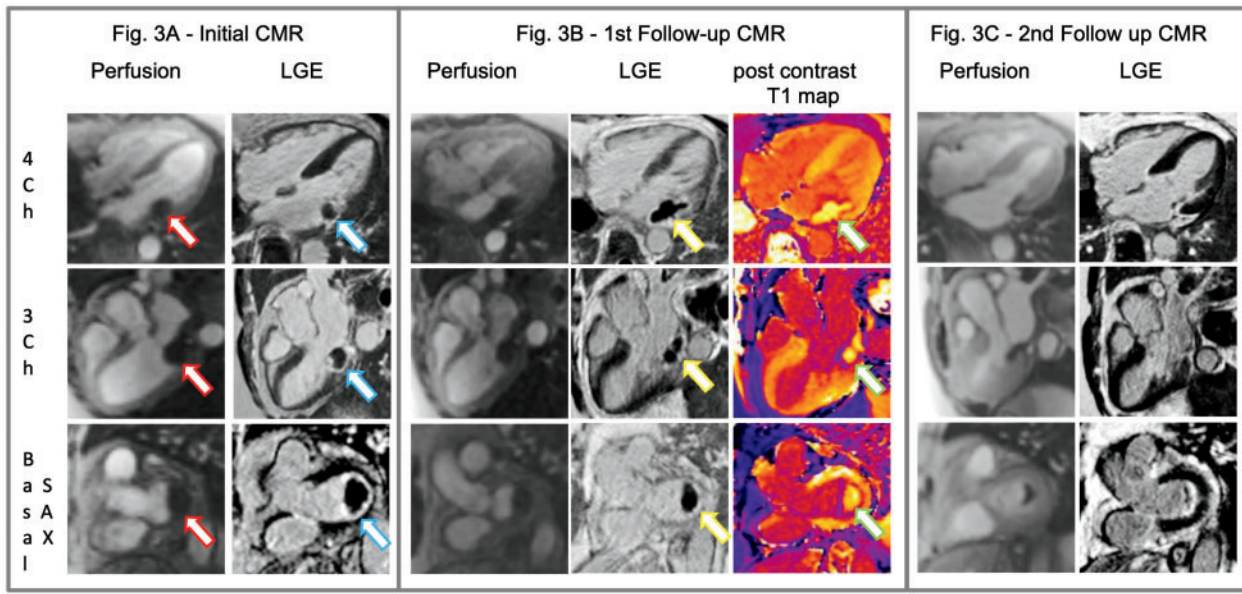 Fig. 3A - Initial CMR
Perfusion LGE
Fig. 3B - 1st Follow-up CMR
Perfusion LGE post contrast
T1 map
Fig. 3C - 2nd Follow up CMR
Perfusion LGE
4
C
h
3
C
h
B
a S
s A
a X
l